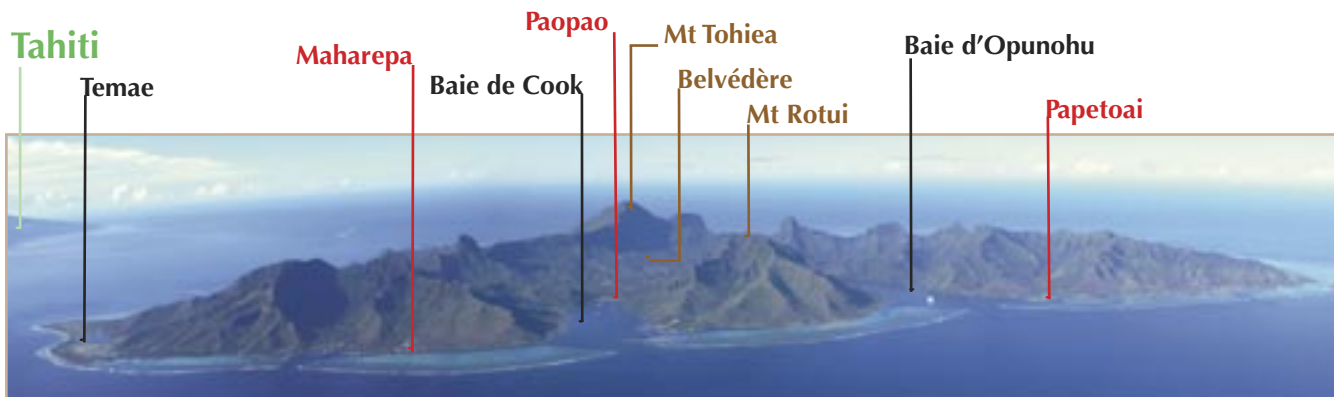 Tahiti
Temae
Maharepa
Baie de Cook
Paopao
Mt Tohiea
Belvédère
Mt Rotui
Baie d’Opunohu
Papetoai